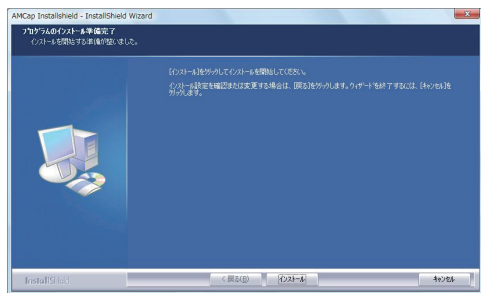 AMCap Installshield - InstallShield Wizard
ﾌﾟﾛｸﾞﾗﾑのｲﾝｽﾄｰﾙ準備完了
ｲﾝｽﾄｰﾙを開始する準備が整いました。
[ｲﾝｽﾄｰﾙ]をｸﾘｯｸしてｲﾝｽﾄｰﾙを開始してください。
ｲﾝｽﾄｰﾙ設定を確認または変更する場合は、[戻る]をｸﾘｯｸします。ｳｨｻﾞｰﾄﾞを終了するには、[ｷｬﾝｾﾙ]を
ｸﾘｯｸします。
InstallShield
< 戻る(B)
ｲﾝｽﾄｰﾙ
ｷｬﾝｾﾙ